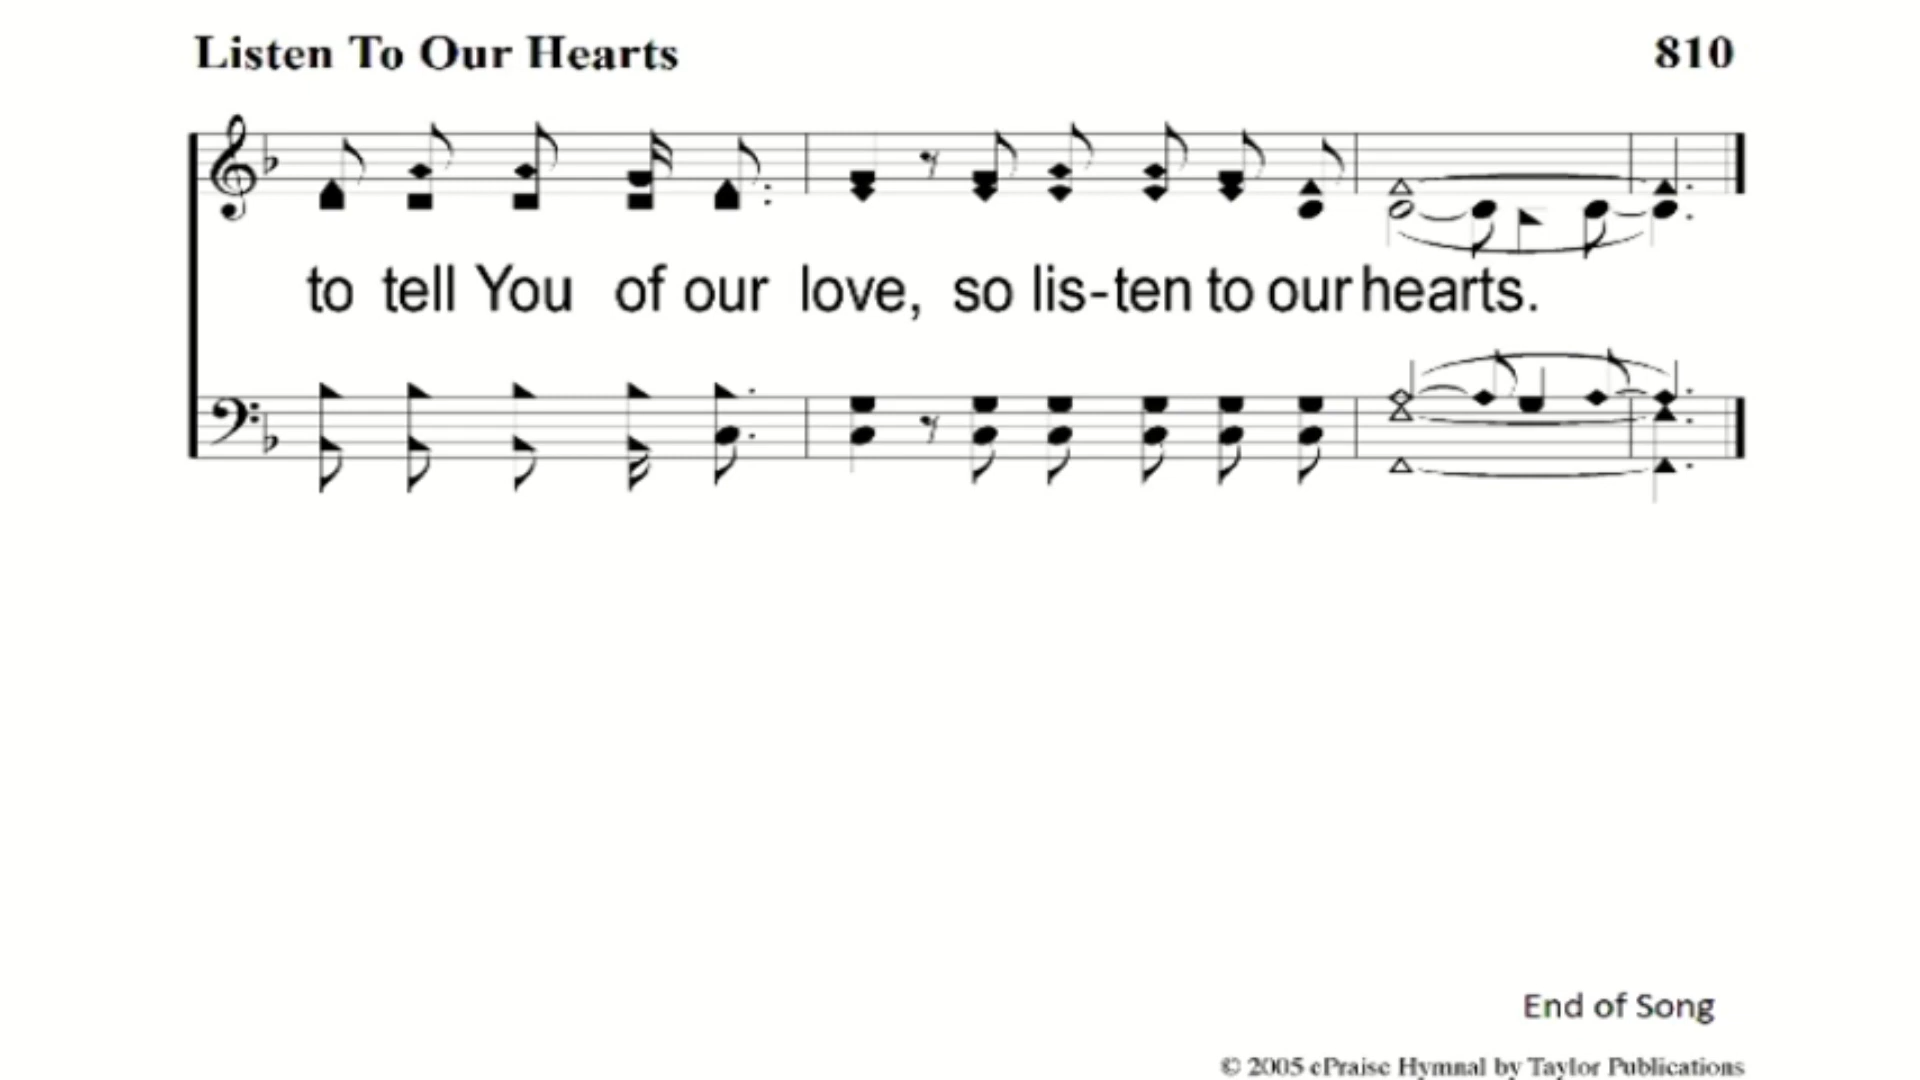 Listen To Our Hearts 810
to tell You of our love, so lis-ten to our hearts.
End of Song
© 2005 ePraise Hymnal by Taylor Publications